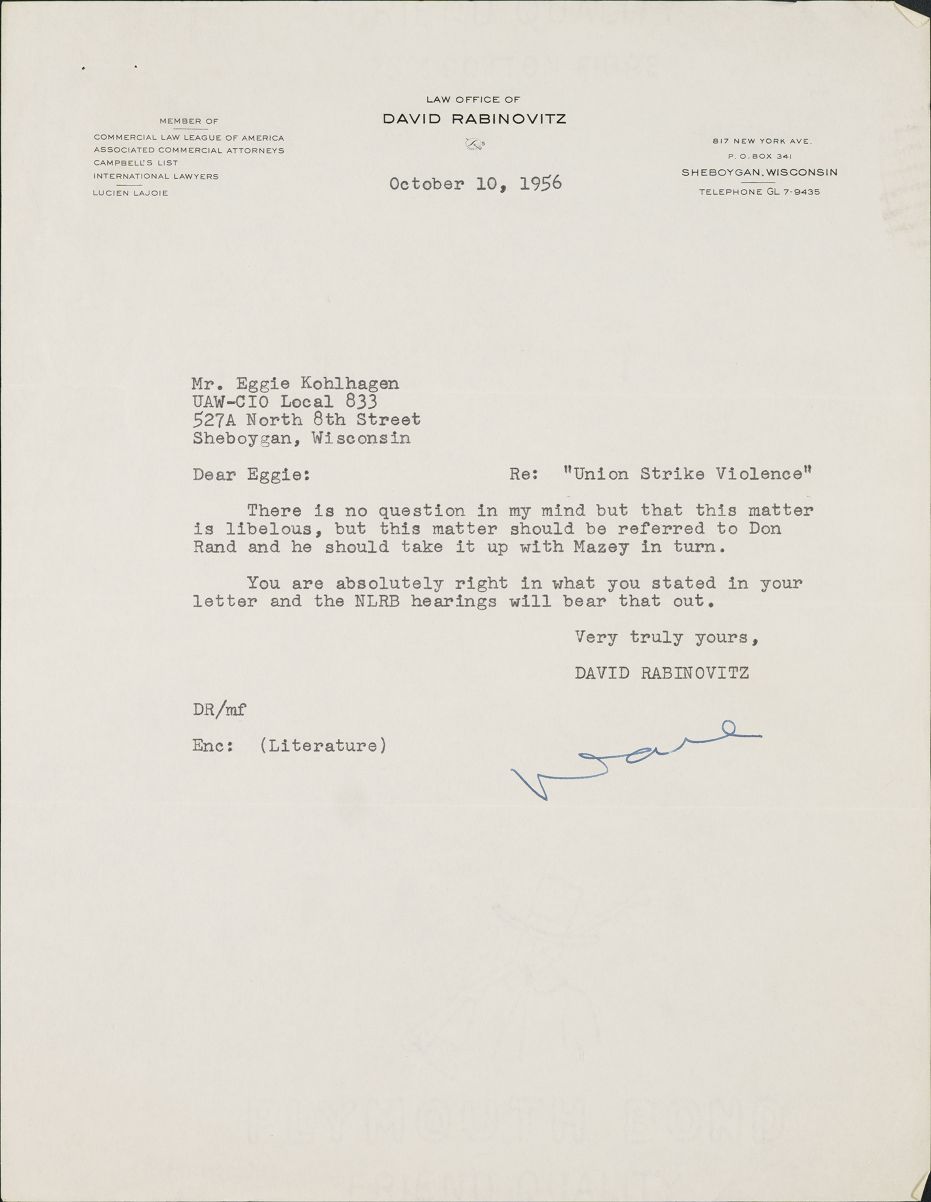 LAW OFFICE OF
DAVID RABINOVITZ
MEMBER OF
COMMERCIAL LAW LEAGUE OF AMERICA
ASSOCIATED COMMERCIAL ATTORNEYS
CAMPBELL'S LIST
INTERNATIONAL LAWYERS
LUCIEN LAJOIE
817 NEW YORK AVE.
P. O. BOX 341
SHEBOYGAN, WISCONSIN
TELEPHONE GL 7-9435
October 10, 1956
Mr. Eggie Kohlhagen
UAW-CIO Local 833
527A North 8th Street
Sheboygan, Wisconsin
Dear Eggie: Re: "Union Strike Violence"
There is no question in my mind but that this matter
is libelous, but this matter should be referred to Don
Rand and he should take it up with Mazey in turn.
You are absolutely right in what you stated in your
letter and the NLRB hearings will bear that out.
Very truly yours,
DAVID RABINOVITZ
DR/mf
Enc: (Literature)
Dave